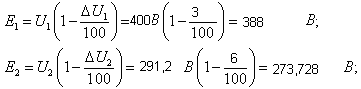 E₁ = U₁(1 − ΔU₁/100) = 400В(1 − 3/100) = 388 В;
E₂ = U₂(1 − ΔU₂/100) = 291,2 В(1 − 6/100) = 273,728 В;